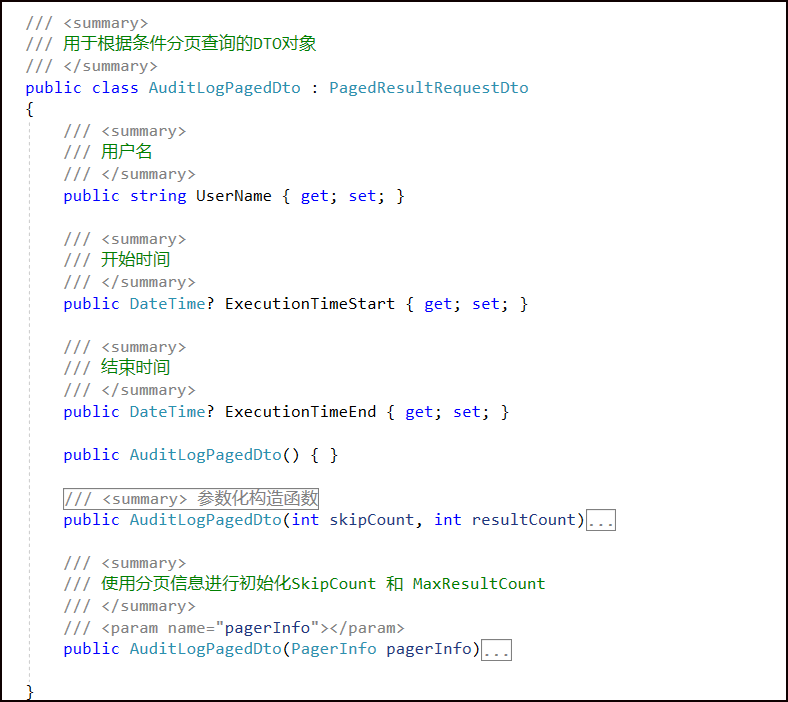 /// <summary>
/// 用于根据条件分页查询的DTO对象
/// </summary>
public class AuditLogPagedDto : PagedResultRequestDto
{
/// <summary>
/// 用户名
/// </summary>
public string UserName { get; set; }
/// <summary>
/// 开始时间
/// </summary>
public DateTime? ExecutionTimeStart { get; set; }
/// <summary>
/// 结束时间
/// </summary>
public DateTime? ExecutionTimeEnd { get; set; }
public AuditLogPagedDto() { }
/// <summary> 参数化构造函数
public AuditLogPagedDto(int skipCount, int resultCount)...
/// <summary>
/// 使用分页信息进行初始化SkipCount 和 MaxResultCount
/// </summary>
/// <param name="pagerInfo"></param>
public AuditLogPagedDto(PagerInfo pagerInfo)...
}